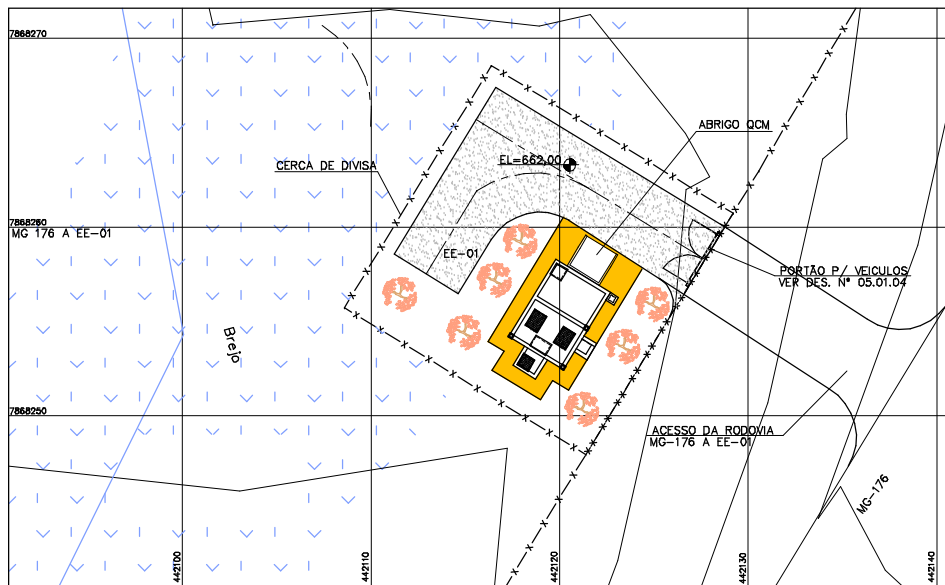 7868270
ABRIGO QCM
EL=662,00
CERCA DE DIVISA
7868260
MG 176 A EE-01
EE-01
PORTÃO P/ VEICULOS
VER DES. Nº 05.01.04
Brejo
7868250
ACESSO DA RODOVIA
MG-176 A EE-01
MG-176
442100
442110
442120
442130
442140